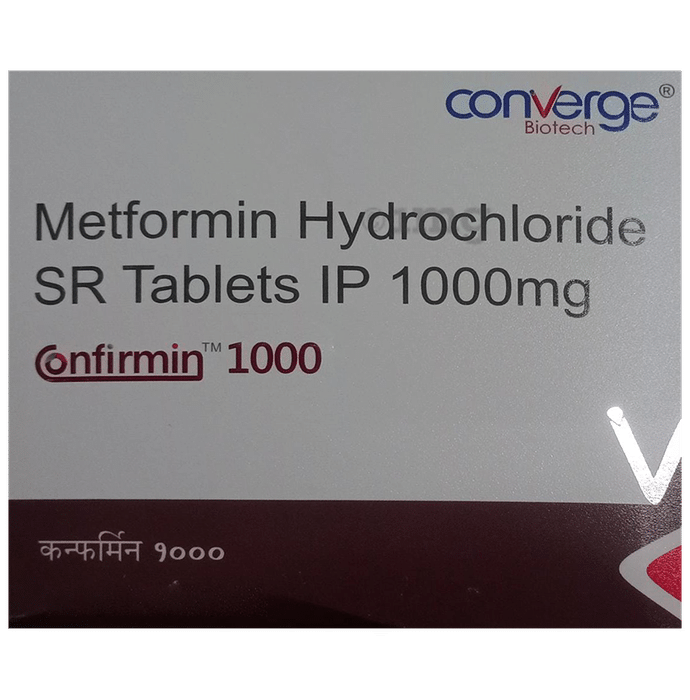 converge®
Biotech
Metformin Hydrochloride
SR Tablets IP 1000mg
Confirmin™ 1000
कन्फर्मिन १०००